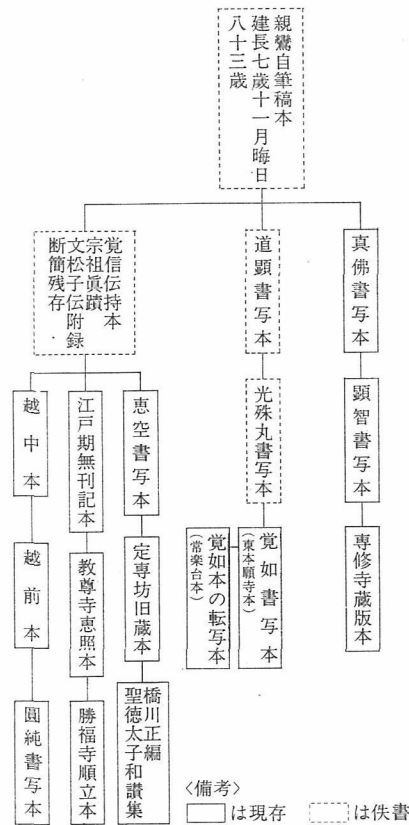 親鸞自筆稿本
建長七歳十一月晦日
八十三歳
真佛書写本
顕智書写本
専修寺蔵版本
道顕書写本
光殊丸書写本
覚如書写本
(東本願寺本)
覚如本の転写本
(常楽台本)
覚信伝持本
宗祖眞蹟
文松子伝附録
断簡残存
恵空書写本
定専坊旧蔵本
橋川正編
聖徳太子和讃集
江戸期無刊記本
教尊寺恵照本
勝福寺順立本
越中本
越前本
圓純書写本
〈備考〉
は現存
は佚書